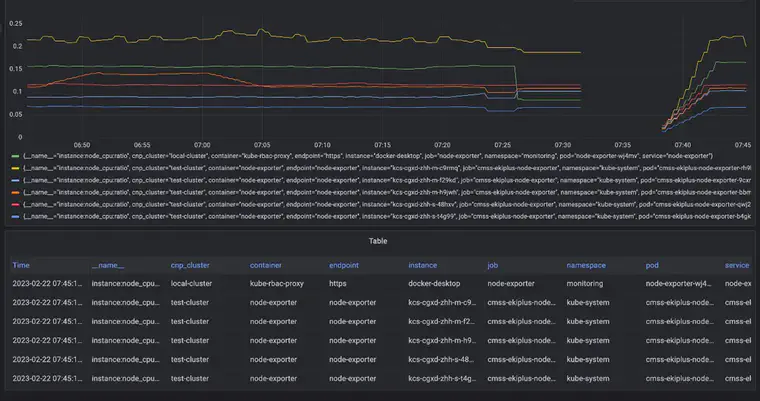 0.25
0.2
0.15
0.1
0.05
0
06:50 06:55 07:00 07:05 07:10 07:15 07:20 07:25 07:30 07:35 07:40 07:45
{__name__="instance:node_cpu:ratio", cnp_cluster="local-cluster", container="kube-rbac-proxy", endpoint="https", instance="docker-desktop", job="node-exporter", namespace="monitoring", pod="node-exporter-wj4mv", service="node-exporter"}
{__name__="instance:node_cpu:ratio", cnp_cluster="test-cluster", container="node-exporter", endpoint="node-exporter", instance="kcs-cgxd-zhh-m-c9rmq", job="cmss-ekiplus-node-exporter", namespace="kube-system", pod="cmss-ekiplus-node-exporter-rh9l
{__name__="instance:node_cpu:ratio", cnp_cluster="test-cluster", container="node-exporter", endpoint="node-exporter", instance="kcs-cgxd-zhh-m-f29kd", job="cmss-ekiplus-node-exporter", namespace="kube-system", pod="cmss-ekiplus-node-exporter-9cxr
{__name__="instance:node_cpu:ratio", cnp_cluster="test-cluster", container="node-exporter", endpoint="node-exporter", instance="kcs-cgxd-zhh-m-h9jwh", job="cmss-ekiplus-node-exporter", namespace="kube-system", pod="cmss-ekiplus-node-exporter-bbm
{__name__="instance:node_cpu:ratio", cnp_cluster="test-cluster", container="node-exporter", endpoint="node-exporter", instance="kcs-cgxd-zhh-s-48hxv", job="cmss-ekiplus-node-exporter", namespace="kube-system", pod="cmss-ekiplus-node-exporter-qwj2
{__name__="instance:node_cpu:ratio", cnp_cluster="test-cluster", container="node-exporter", endpoint="node-exporter", instance="kcs-cgxd-zhh-s-t4g99", job="cmss-ekiplus-node-exporter", namespace="kube-system", pod="cmss-ekiplus-node-exporter-b4gk
Table
Time __name__ cnp_cluster container endpoint instance job namespace pod service
2023-02-22 07:45:1... instance:node_cpu... local-cluster kube-rbac-proxy https docker-desktop node-exporter monitoring node-exporter-wj4... node-ex
2023-02-22 07:45:1... instance:node_cpu... test-cluster node-exporter node-exporter kcs-cgxd-zhh-m-c9... cmss-ekiplus-node... kube-system cmss-ekiplus-node... cmss-el
2023-02-22 07:45:1... instance:node_cpu... test-cluster node-exporter node-exporter kcs-cgxd-zhh-m-f2... cmss-ekiplus-node... kube-system cmss-ekiplus-node... cmss-el
2023-02-22 07:45:1... instance:node_cpu... test-cluster node-exporter node-exporter kcs-cgxd-zhh-m-h9... cmss-ekiplus-node... kube-system cmss-ekiplus-node... cmss-el
2023-02-22 07:45:1... instance:node_cpu... test-cluster node-exporter node-exporter kcs-cgxd-zhh-s-48... cmss-ekiplus-node... kube-system cmss-ekiplus-node... cmss-el
2023-02-22 07:45:1... instance:node_cpu... test-cluster node-exporter node-exporter kcs-cgxd-zhh-s-t4g... cmss-ekiplus-node... kube-system cmss-ekiplus-node... cmss-el